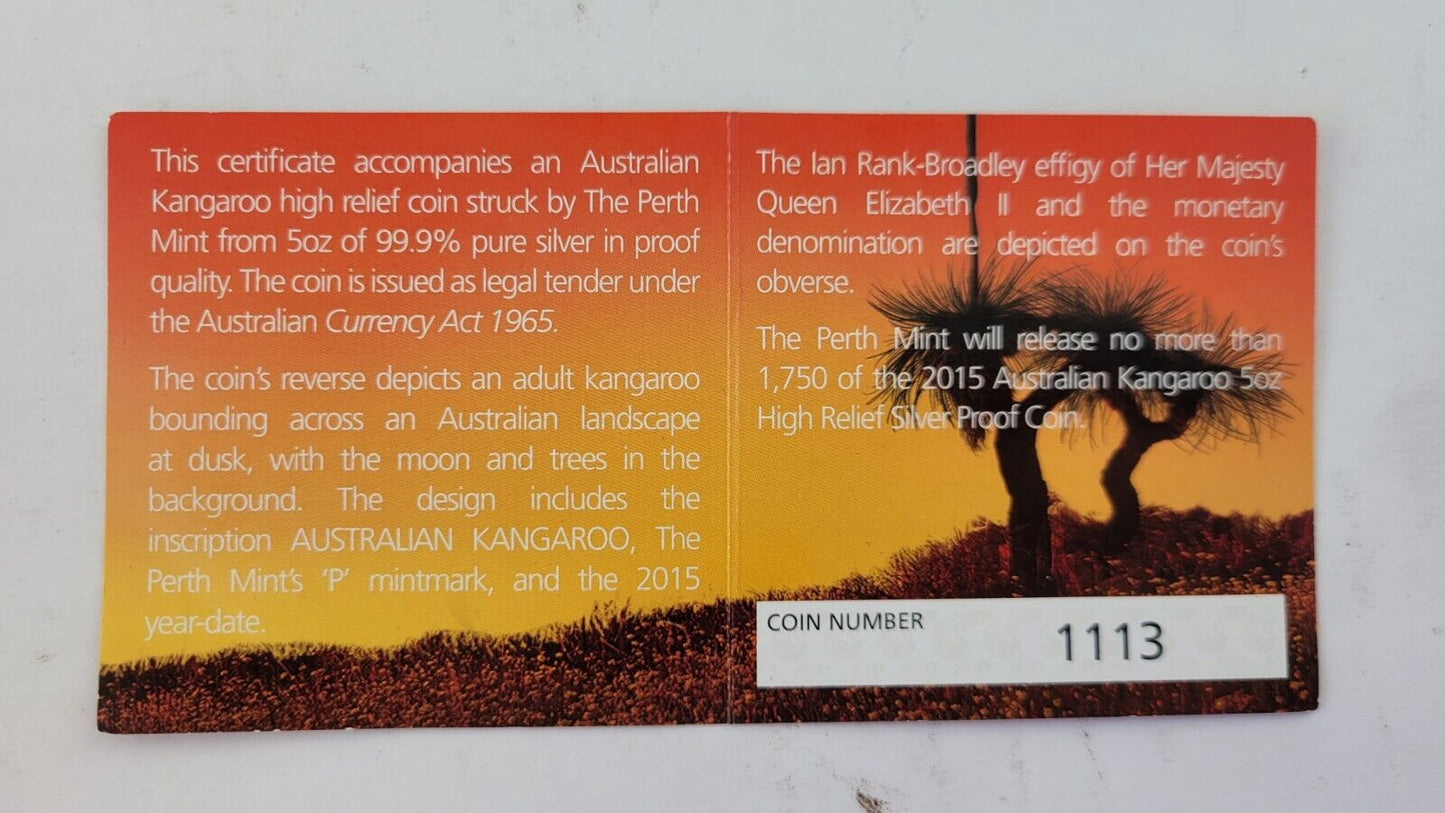 This certificate accompanies an Australian
Kangaroo high relief coin struck by The Perth
Mint from 5oz of 99.9% pure silver in proof
quality. The coin is issued as legal tender under
the Australian Currency Act 1965.
The coin's reverse depicts an adult kangaroo
bounding across an Australian landscape
at dusk, with the moon and trees in the
background. The design includes the
inscription AUSTRALIAN KANGAROO, The
Perth Mint's 'P' mintmark, and the 2015
year-date.
The Ian Rank-Broadley effigy of Her Majesty
Queen Elizabeth II and the monetary
denomination are depicted on the coin's
obverse.
The Perth Mint will release no more than
1,750 of the 2015 Australian Kangaroo 5oz
High Relief Silver Proof Coin.
COIN NUMBER 1113